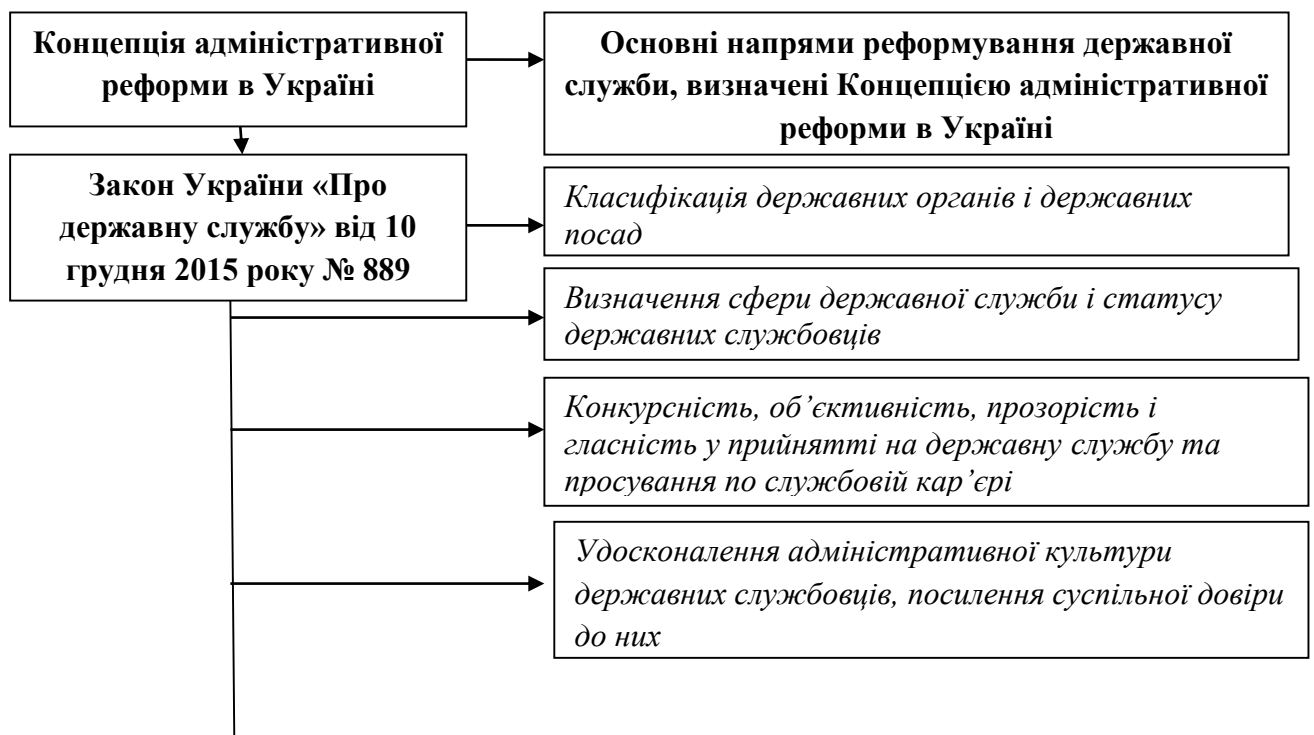 Концепція адміністративної
реформи в Україні
Основні напрями реформування державної
служби, визначені Концепцією адміністративної
реформи в Україні
Закон України «Про
державну службу» від 10
грудня 2015 року № 889
Класифікація державних органів і державних
посад
Визначення сфери державної служби і статусу
державних службовців
Конкурсність, об’єктивність, прозорість і
гласність у прийнятті на державну службу та
просування по службовій кар’єрі
Удосконалення адміністративної культури
державних службовців, посилення суспільної довіри
до них